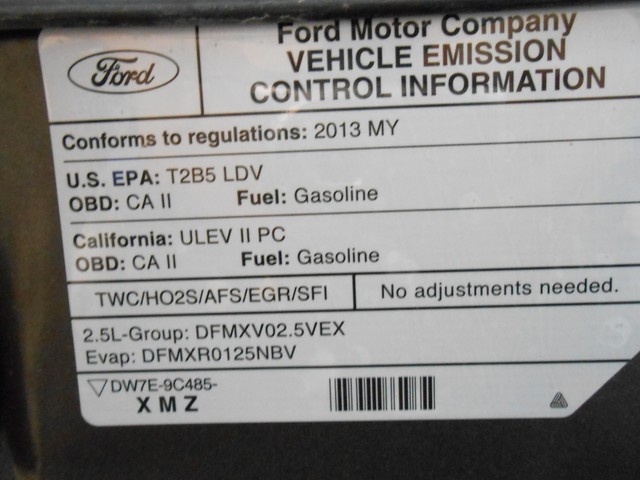 Ford
Ford Motor Company
VEHICLE EMISSION
CONTROL INFORMATION
Conforms to regulations: 2013 MY
U.S. EPA: T2B5 LDV
OBD: CA II Fuel: Gasoline
California: ULEV II PC
OBD: CA II Fuel: Gasoline
TWC/HO2S/AFS/EGR/SFI No adjustments needed.
2.5L-Group: DFMXV02.5VEX
Evap: DFMXR0125NBV
DW7E-9C485-
X M Z